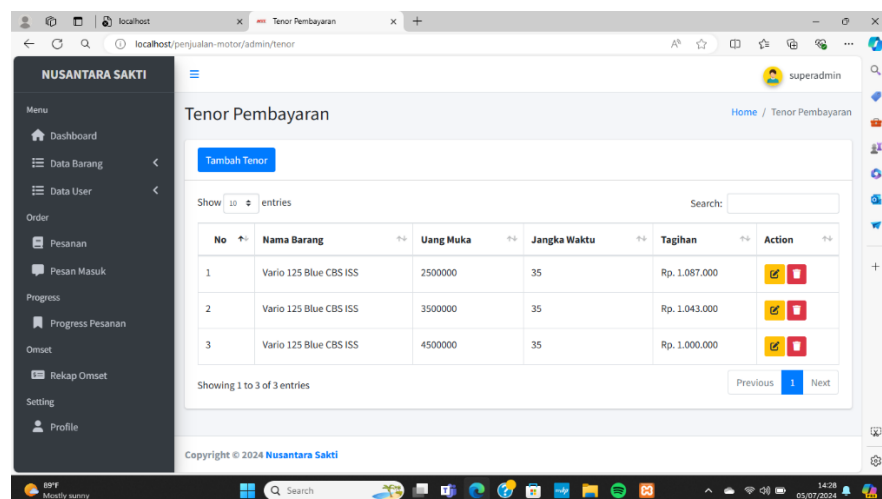 localhost
Tenor Pembayaran
localhost/penjualan-motor/admin/tenor
NUSANTARA SAKTI
superadmin
Menu
Dashboard
Data Barang
Data User
Order
Pesanan
Pesan Masuk
Progress
Progress Pesanan
Omset
Rekap Omset
Setting
Profile
Tenor Pembayaran
Home / Tenor Pembayaran
Tambah Tenor
Show 10 entries
Search:
No Nama Barang Uang Muka Jangka Waktu Tagihan Action
1 Vario 125 Blue CBS ISS 2500000 35 Rp. 1.087.000
2 Vario 125 Blue CBS ISS 3500000 35 Rp. 1.043.000
3 Vario 125 Blue CBS ISS 4500000 35 Rp. 1.000.000
Showing 1 to 3 of 3 entries
Previous 1 Next
Copyright © 2024 Nusantara Sakti
89°F
Mostly sunny
Search
14:28
05/07/2024